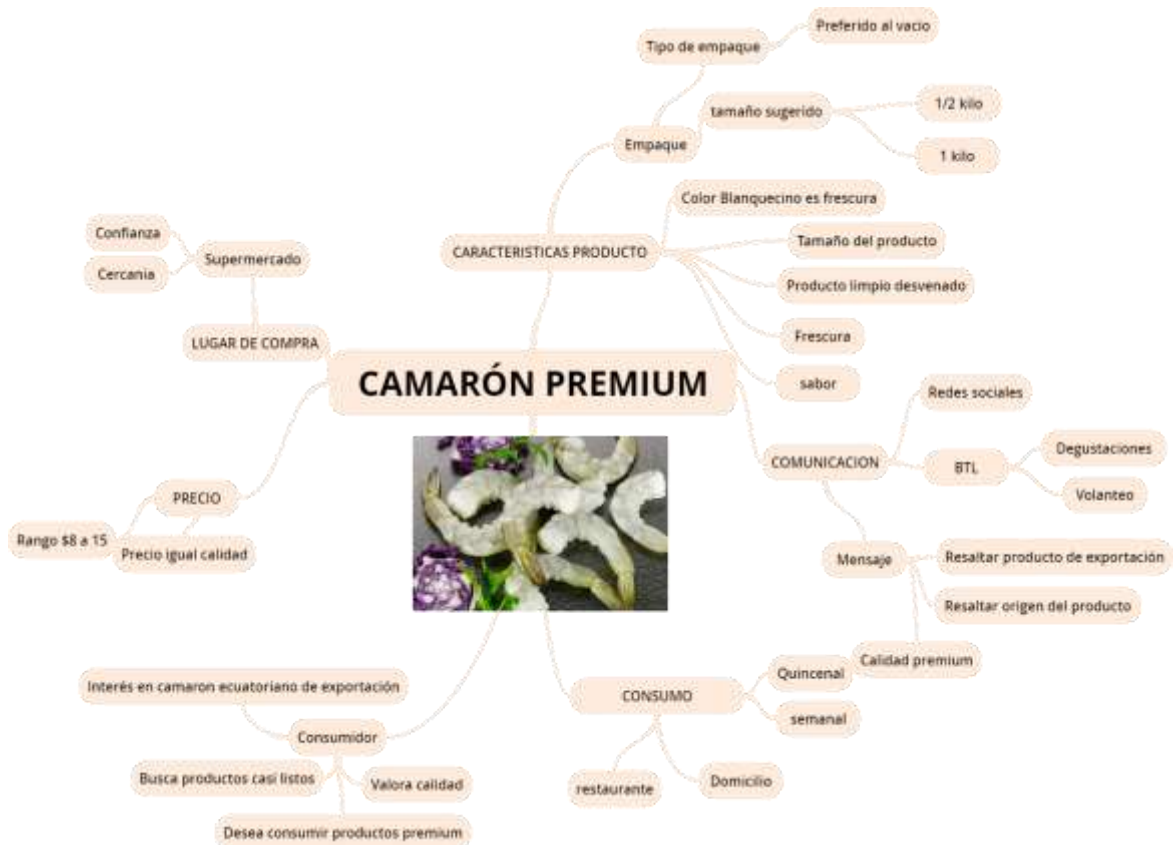 Preferido al vacio
Tipo de empaque
tamaño sugerido
1/2 kilo
1 kilo
Empaque
Color Blanquecino es frescura
CARACTERISTICAS PRODUCTO
Tamaño del producto
Producto limpio desvenado
Frescura
sabor
Confianza
Cercania
Supermercado
LUGAR DE COMPRA
CAMARÓN PREMIUM
Redes sociales
COMUNICACION
BTL
Degustaciones
Volanteo
Mensaje
Resaltar producto de exportación
Resaltar origen del producto
Calidad premium
PRECIO
Rango $8 a 15
Precio igual calidad
Interés en camaron ecuatoriano de exportación
Consumidor
Busca productos casi listos
Valora calidad
Desea consumir productos premium
CONSUMO
Quincenal
semanal
restaurante
Domicilio